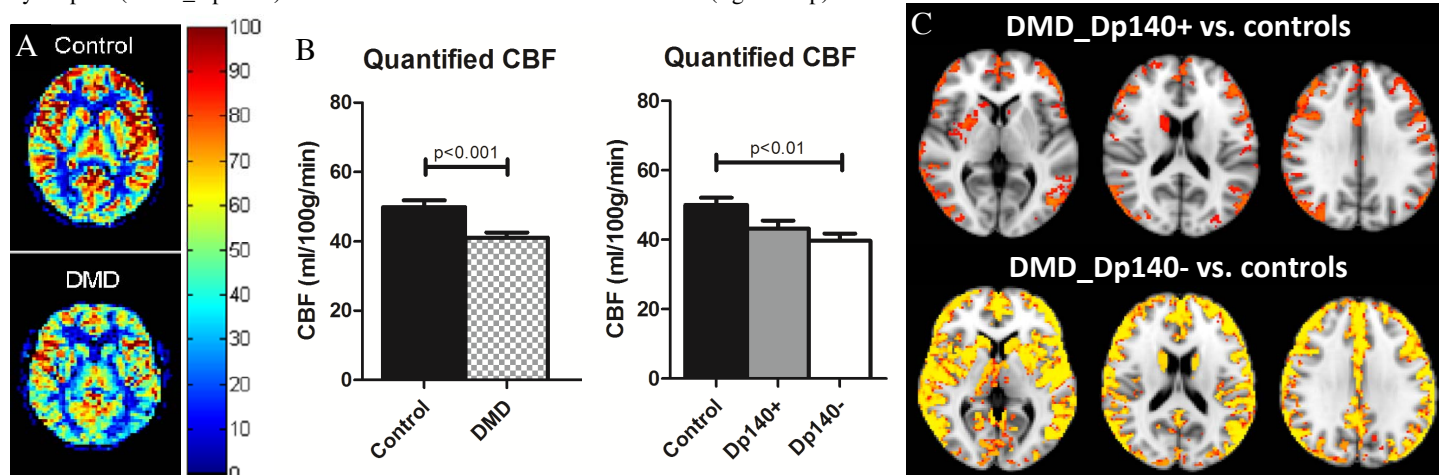 A
Control
DMD
100
90
80
70
60
50
40
30
20
10
0
B
Quantified CBF
CBF (ml/100g/min)
80
60
40
20
0
p<0.001
Control
DMD
Quantified CBF
CBF (ml/100g/min)
80
60
40
20
0
p<0.01
Control
Dp140+
Dp140-
C
DMD_Dp140+ vs. controls
DMD_Dp140- vs. controls